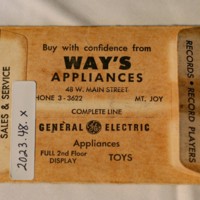 Buy with confidence from
WAY'S
APPLIANCES
48 W. MAIN STREET
PHONE 3-3622 MT. JOY
COMPLETE LINE
GENERAL GE ELECTRIC
Appliances
FULL 2nd Floor
DISPLAY
TOYS
SALES & SERVICE
RECORDS • RECORD PLAYERS
2023.48.x